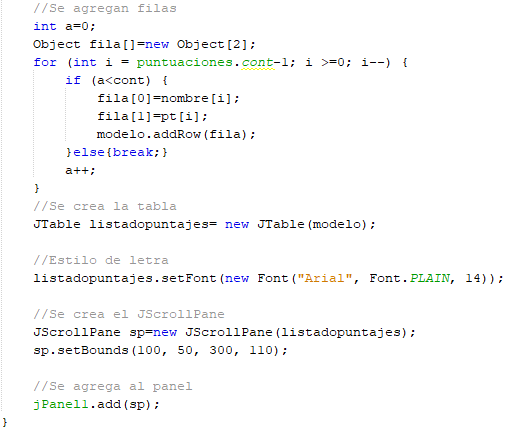 //Se agregan filas
int a=0;
Object fila[]=new Object[2];
for (int i = puntuaciones.cont-1; i >=0; i--) {
if (a<cont) {
fila[0]=nombre[i];
fila[1]=pt[i];
modelo.addRow(fila);
}else{break;}
a++;
}
//Se crea la tabla
JTable listadopuntajes= new JTable(modelo);
//Estilo de letra
listadopuntajes.setFont(new Font("Arial", Font.PLAIN, 14));
//Se crea el JScrollPane
JScrollPane sp=new JScrollPane(listadopuntajes);
sp.setBounds(100, 50, 300, 110);
//Se agrega al panel
jPanel1.add(sp);
}